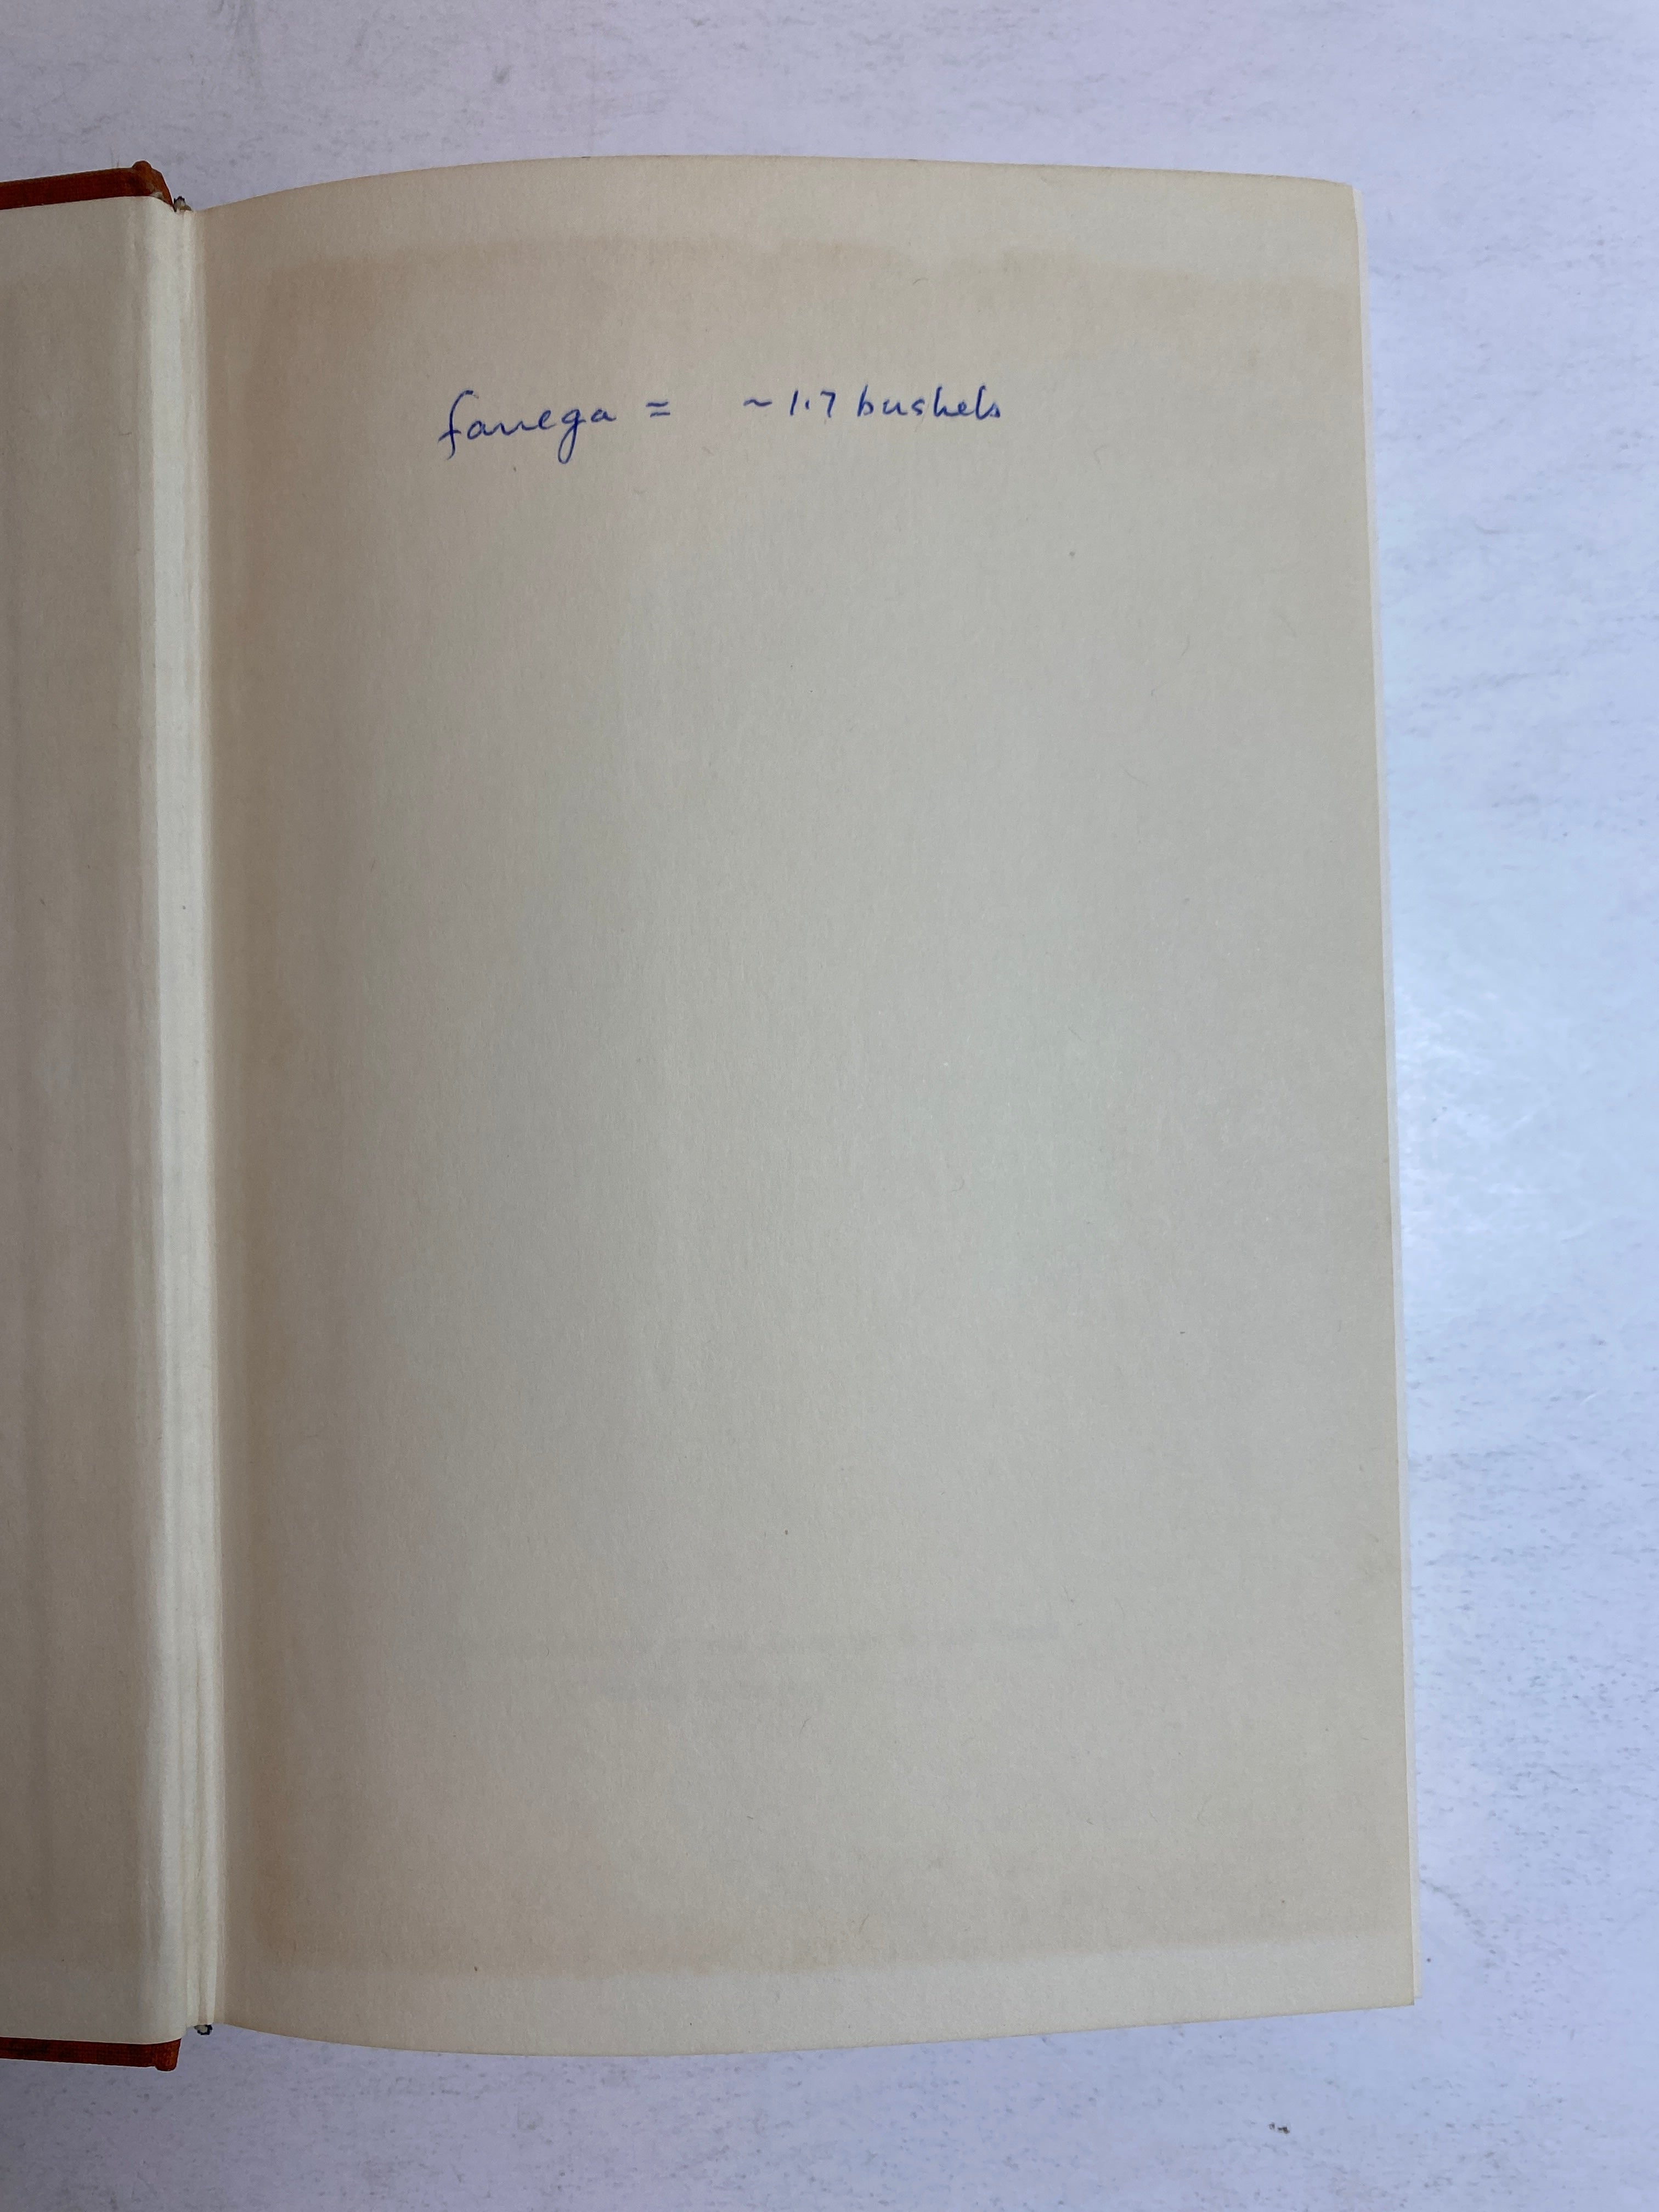 fanega = ~ 1.7 bushels